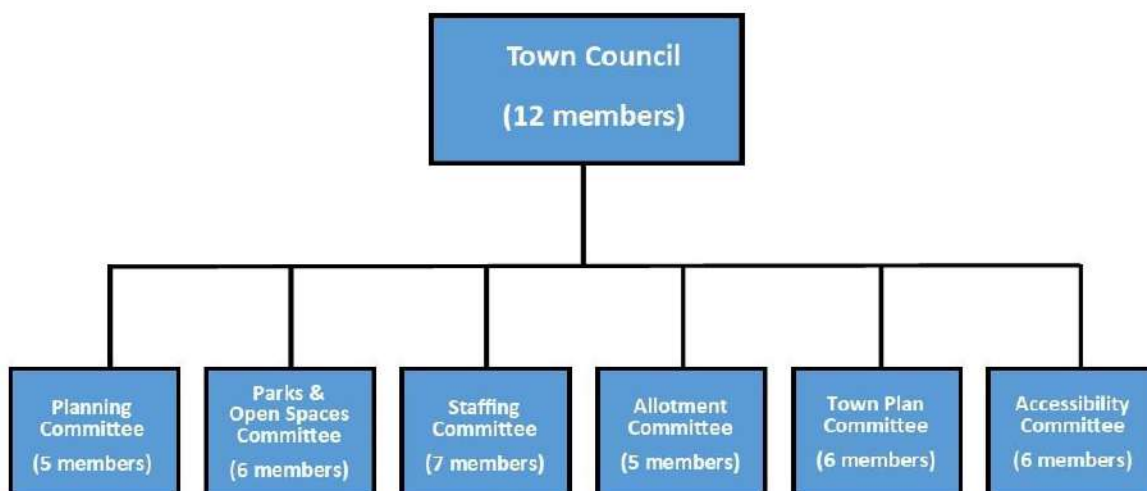 Town Council
(12 members)
Planning
Committee
(5 members)
Parks &
Open Spaces
Committee
(6 members)
Staffing
Committee
(7 members)
Allotment
Committee
(5 members)
Town Plan
Committee
(6 members)
Accessibility
Committee
(6 members)